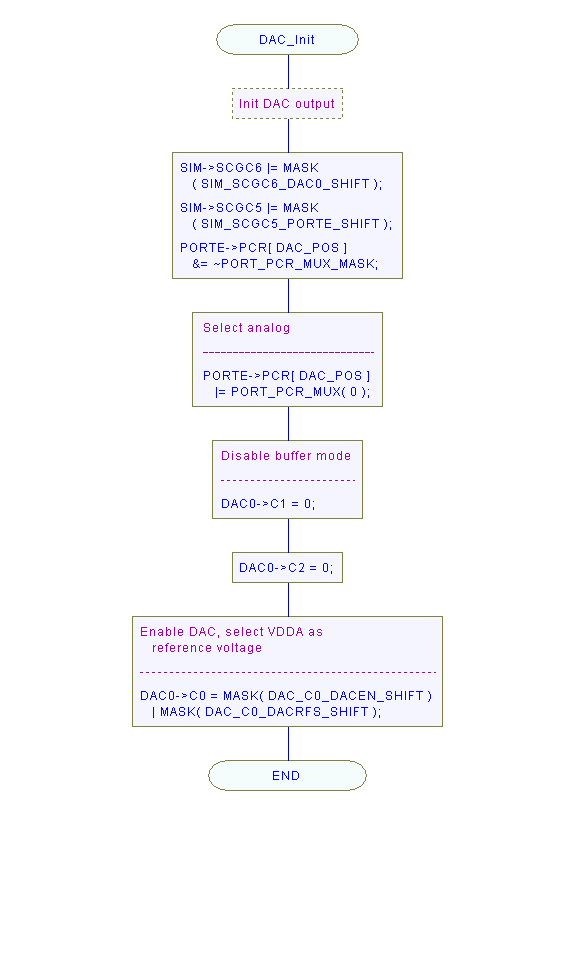 DAC_Init
Init DAC output
SIM->SCGC6 |= MASK
( SIM_SCGC6_DAC0_SHIFT );
SIM->SCGC5 |= MASK
( SIM_SCGC5_PORTE_SHIFT );
PORTE->PCR[ DAC_POS ]
&= ~PORT_PCR_MUX_MASK;
Select analog
PORTE->PCR[ DAC_POS ]
|= PORT_PCR_MUX( 0 );
Disable buffer mode
DAC0->C1 = 0;
DAC0->C2 = 0;
Enable DAC, select VDDA as
reference voltage
DAC0->C0 = MASK( DAC_C0_DACEN_SHIFT )
| MASK( DAC_C0_DACRFS_SHIFT );
END